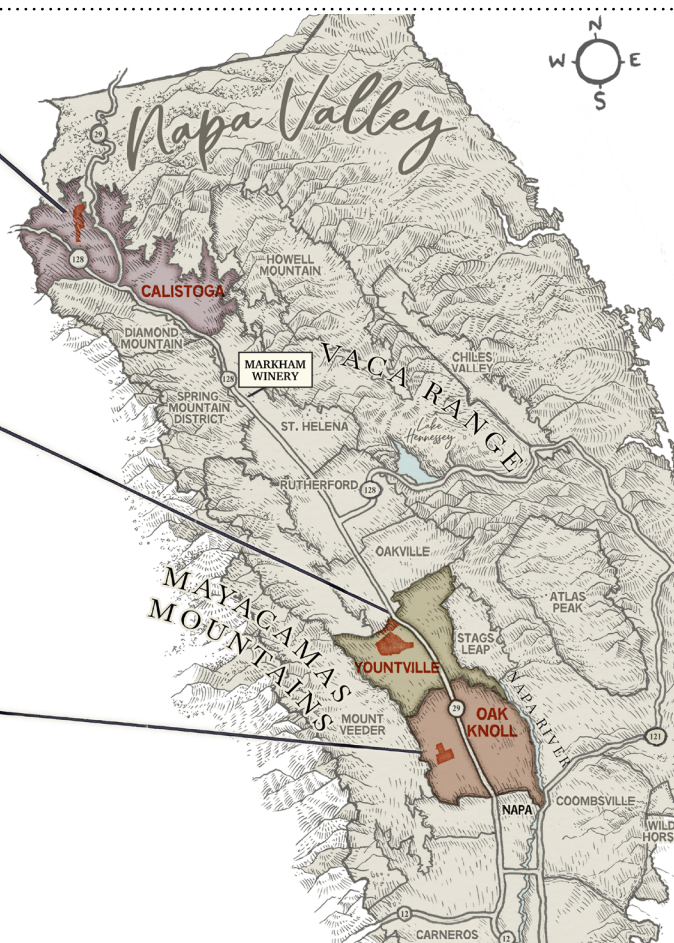 N
W E
S
Napa Valley
29
128
CALISTOGA
HOWELL
MOUNTAIN
DIAMOND
MOUNTAIN
128
MARKHAM
WINERY
VACA RANGE
CHILES
VALLEY
SPRING
MOUNTAIN
DISTRICT
ST. HELENA
Lake
Hennessey
RUTHERFORD
128
OAKVILLE
MAYACAMAS
MOUNTAINS
ATLAS
PEAK
STAGS
LEAP
YOUNTVILLE
NAPA RIVER
MOUNT
VEEDER
29
OAK
KNOLL
121
NAPA
COOMBSVILLE
WILD
HORS
12
12
CARNEROS